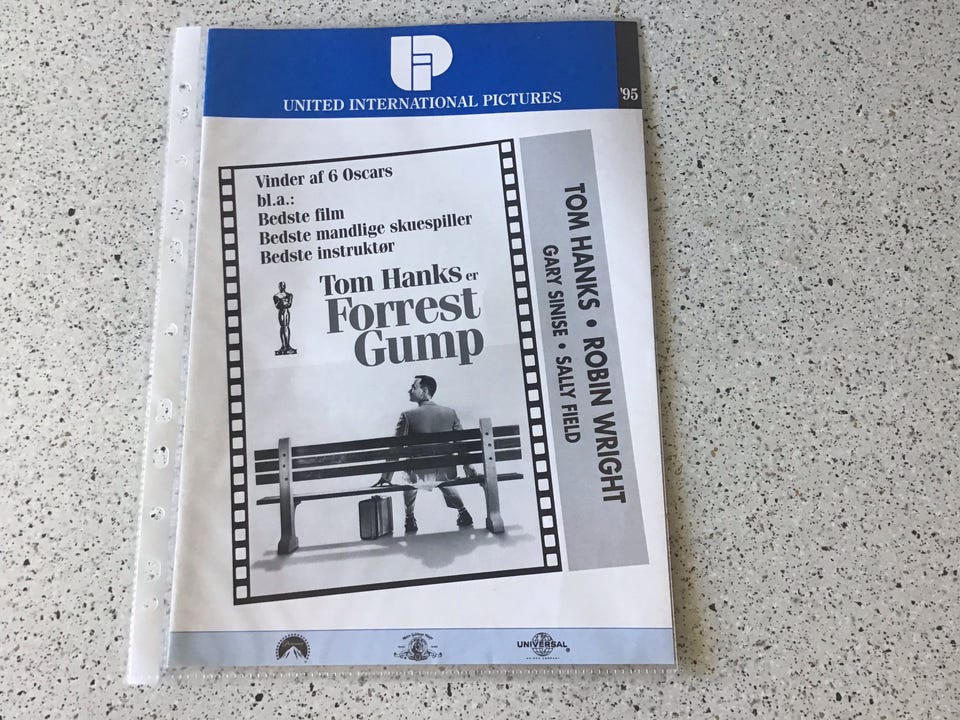 UNITED INTERNATIONAL PICTURES
'95
Vinder af 6 Oscars
bl.a.:
Bedste film
Bedste mandlige skuespiller
Bedste instruktør
Tom Hanks er
Forrest
Gump
TOM HANKS • ROBIN WRIGHT
GARY SINISE • SALLY FIELD
UNIVERSAL